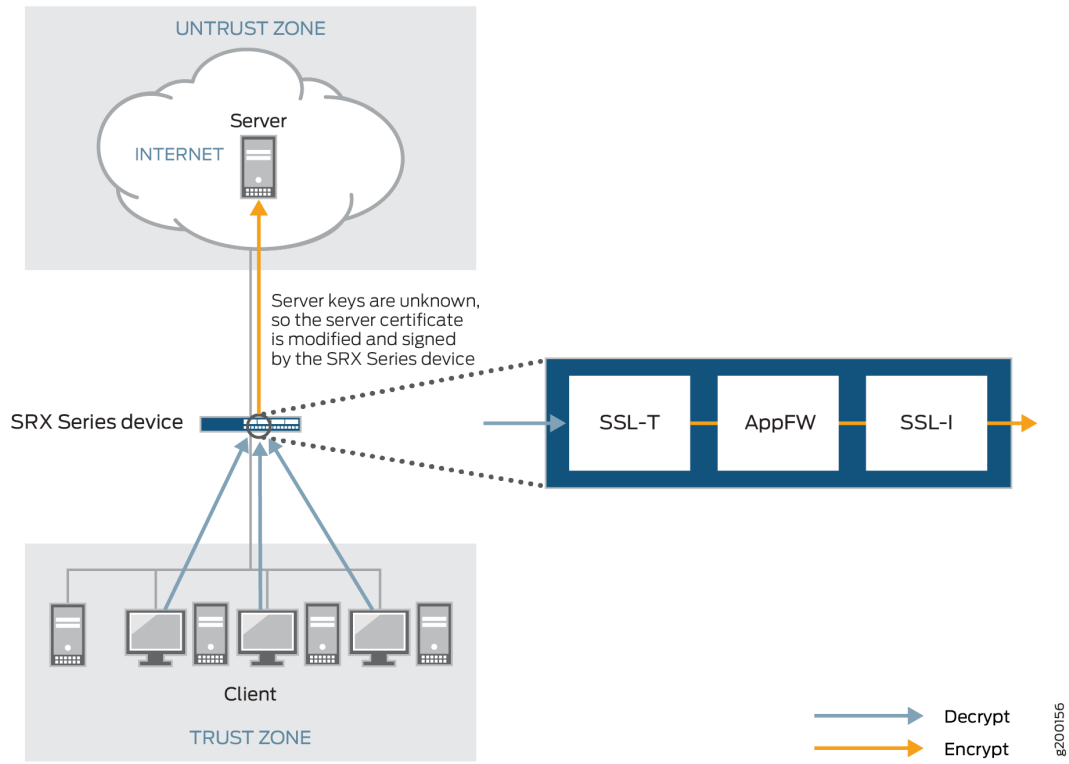 UNTRUST ZONE
Server
INTERNET
Server keys are unknown,
so the server certificate
is modified and signed
by the SRX Series device
SRX Series device
SSL-T
AppFW
SSL-I
Client
TRUST ZONE
Decrypt
Encrypt
g200156